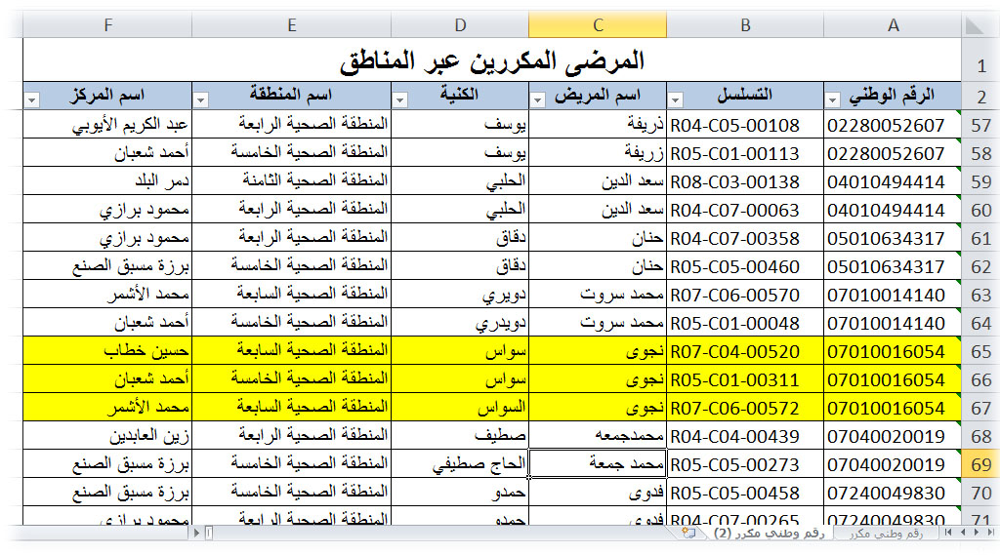 F E D C B A
1 المرضى المكررين عبر المناطق
2 الرقم الوطني التسلسل اسم المريض الكنية اسم المنطقة اسم المركز
57 02280052607 R04-C05-00108 ذريفة يوسف المنطقة الصحية الرابعة عبد الكريم الأيوبي
58 02280052607 R05-C01-00113 زريفة يوسف المنطقة الصحية الخامسة أحمد شعبان
59 04010494414 R08-C03-00138 سعد الدين الحلبي المنطقة الصحية الثامنة دمر البلد
60 04010494414 R04-C07-00063 سعد الدين الحلبي المنطقة الصحية الرابعة محمود برازي
61 05010634317 R04-C07-00358 حنان دقاق المنطقة الصحية الرابعة محمود برازي
62 05010634317 R05-C05-00460 حنان دقاق المنطقة الصحية الخامسة برزة مسبق الصنع
63 07010014140 R07-C06-00570 محمد سروت دويري المنطقة الصحية السابعة محمد الأشمر
64 07010014140 R05-C01-00048 محمد سروت دويدري المنطقة الصحية الخامسة أحمد شعبان
65 07010016054 R07-C04-00520 نجوى سواس المنطقة الصحية السابعة حسين خطاب
66 07010016054 R05-C01-00311 نجوى سواس المنطقة الصحية الخامسة أحمد شعبان
67 07010016054 R07-C06-00572 نجوى السواس المنطقة الصحية السابعة محمد الأشمر
68 07040020019 R04-C04-00439 محمدجمعه صطيف المنطقة الصحية الرابعة زين العابدين
69 07040020019 R05-C05-00273 محمد جمعة الحاج صطيفي المنطقة الصحية الخامسة برزة مسبق الصنع
70 07240049830 R05-C05-00458 فدوى حمدو المنطقة الصحية الخامسة برزة مسبق الصنع
71 07240049830 R04-C07-00265 فدوى حمدو المنطقة الصحية الرابعة محمود برازي
رقم وطني مكرر رقم وطني مكرر (2)